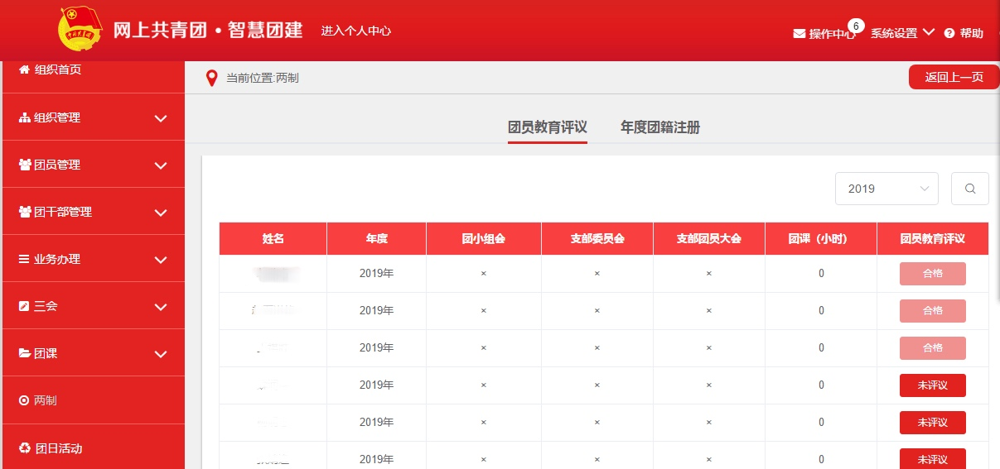 网上共青团·智慧团建 进入个人中心 操作中心 6 系统设置 帮助
组织首页
组织管理
团员管理
团干部管理
业务办理
三会
团课
两制
团日活动
当前位置:两制 返回上一页
团员教育评议 年度团籍注册
2019
姓名 年度 团小组会 支部委员会 支部团员大会 团课（小时） 团员教育评议
2019年 × × × 0 合格
2019年 × × × 0 合格
2019年 × × × 0 合格
2019年 × × × 0 未评议
2019年 × × × 0 未评议
2019年 × × × 0 未评议